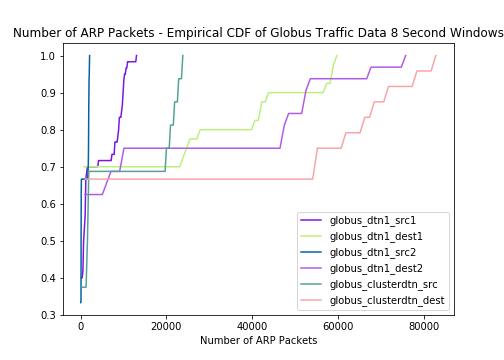 Number of ARP Packets - Empirical CDF of Globus Traffic Data 8 Second Windows
1.0
0.9
0.8
0.7
0.6
0.5
0.4
0.3
globus_dtn1_src1
globus_dtn1_dest1
globus_dtn1_src2
globus_dtn1_dest2
globus_clusterdtn_src
globus_clusterdtn_dest
0
20000
40000
60000
80000
Number of ARP Packets